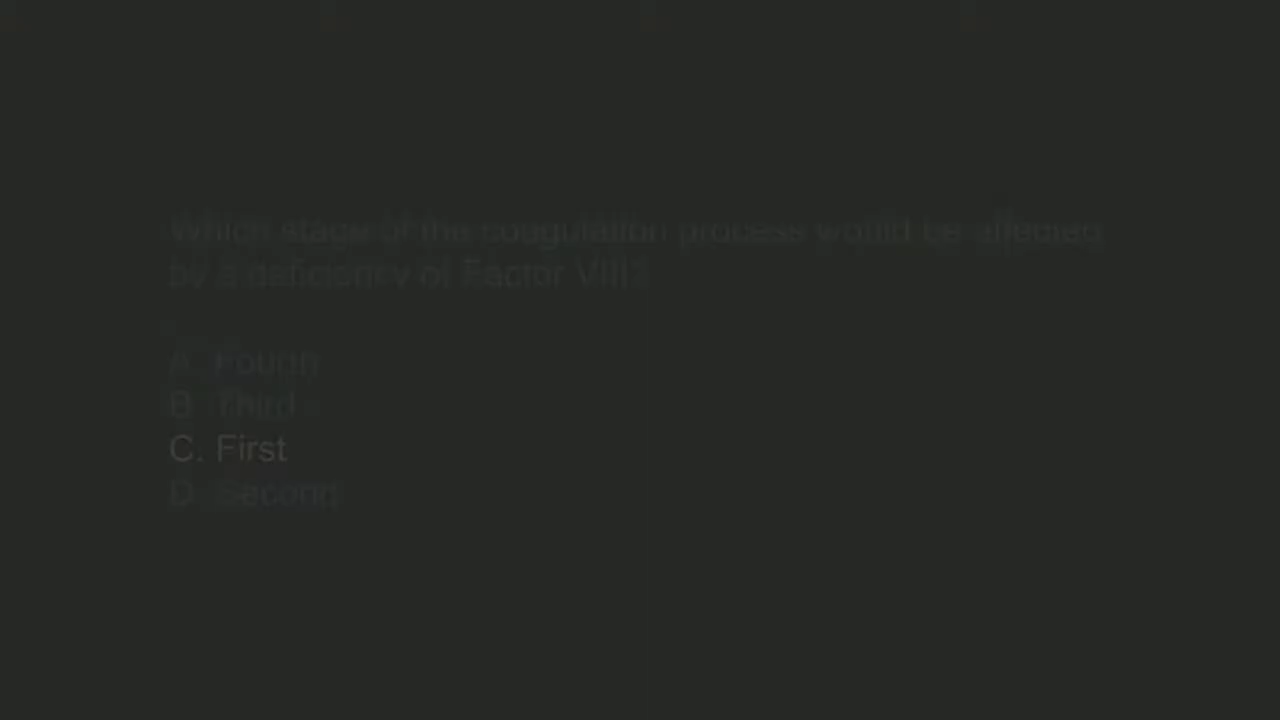 Which stage of the coagulation process would be affected
by a deficiency of Factor VIII?
A. Fourth
B. Third
C. First
D. Second